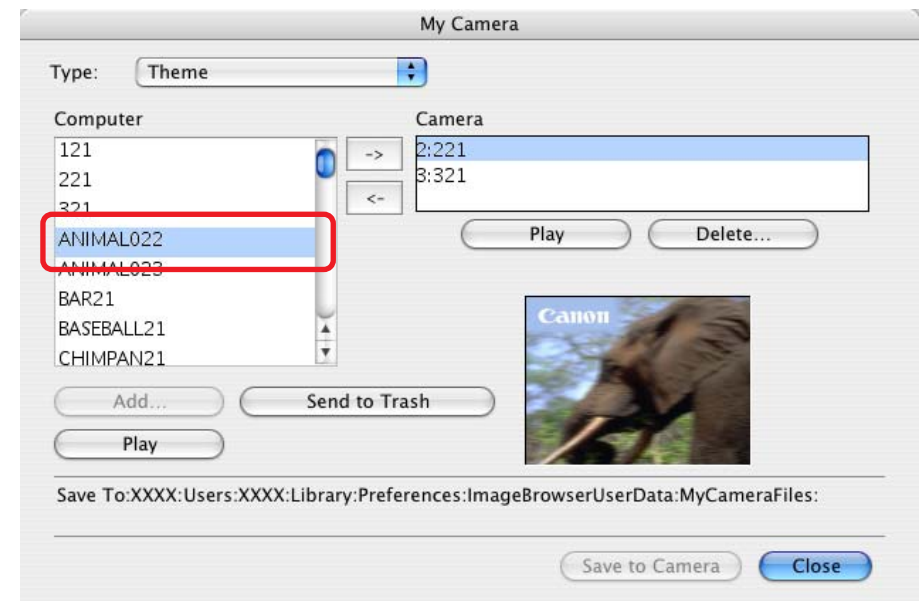 My Camera
Type: Theme
Computer
Camera
121
221
321
ANIMAL022
ANIMAL023
BAR21
BASEBALL21
CHIMPAN21
->
<-
2:221
3:321
Play Delete...
Canon
Add... Send to Trash
Play
Save To:XXXX:Users:XXXX:Library:Preferences:ImageBrowserUserData:MyCameraFiles:
Save to Camera Close